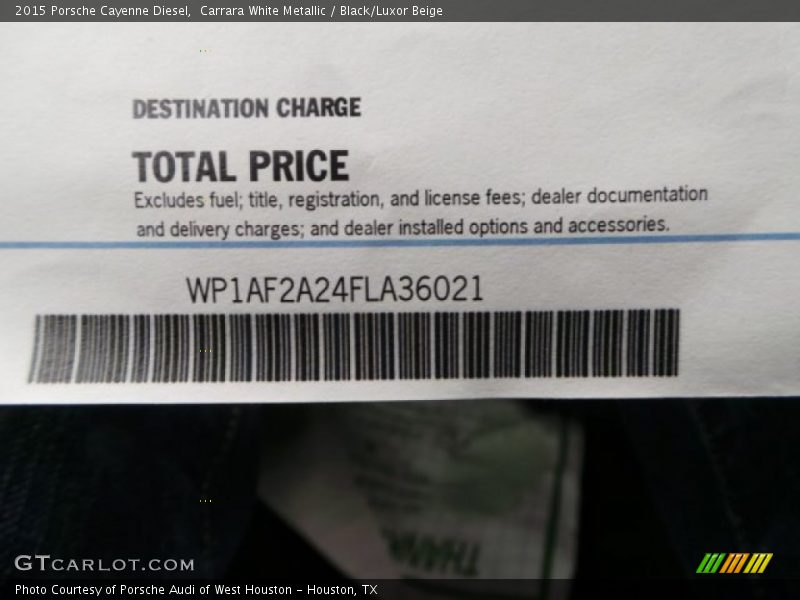 2015 Porsche Cayenne Diesel, Carrara White Metallic / Black/Luxor Beige
DESTINATION CHARGE
TOTAL PRICE
Excludes fuel; title, registration, and license fees; dealer documentation
and delivery charges; and dealer installed options and accessories.
WP1AF2A24FLA36021
THANK
GTCARLOT.COM
Photo Courtesy of Porsche Audi of West Houston - Houston, TX